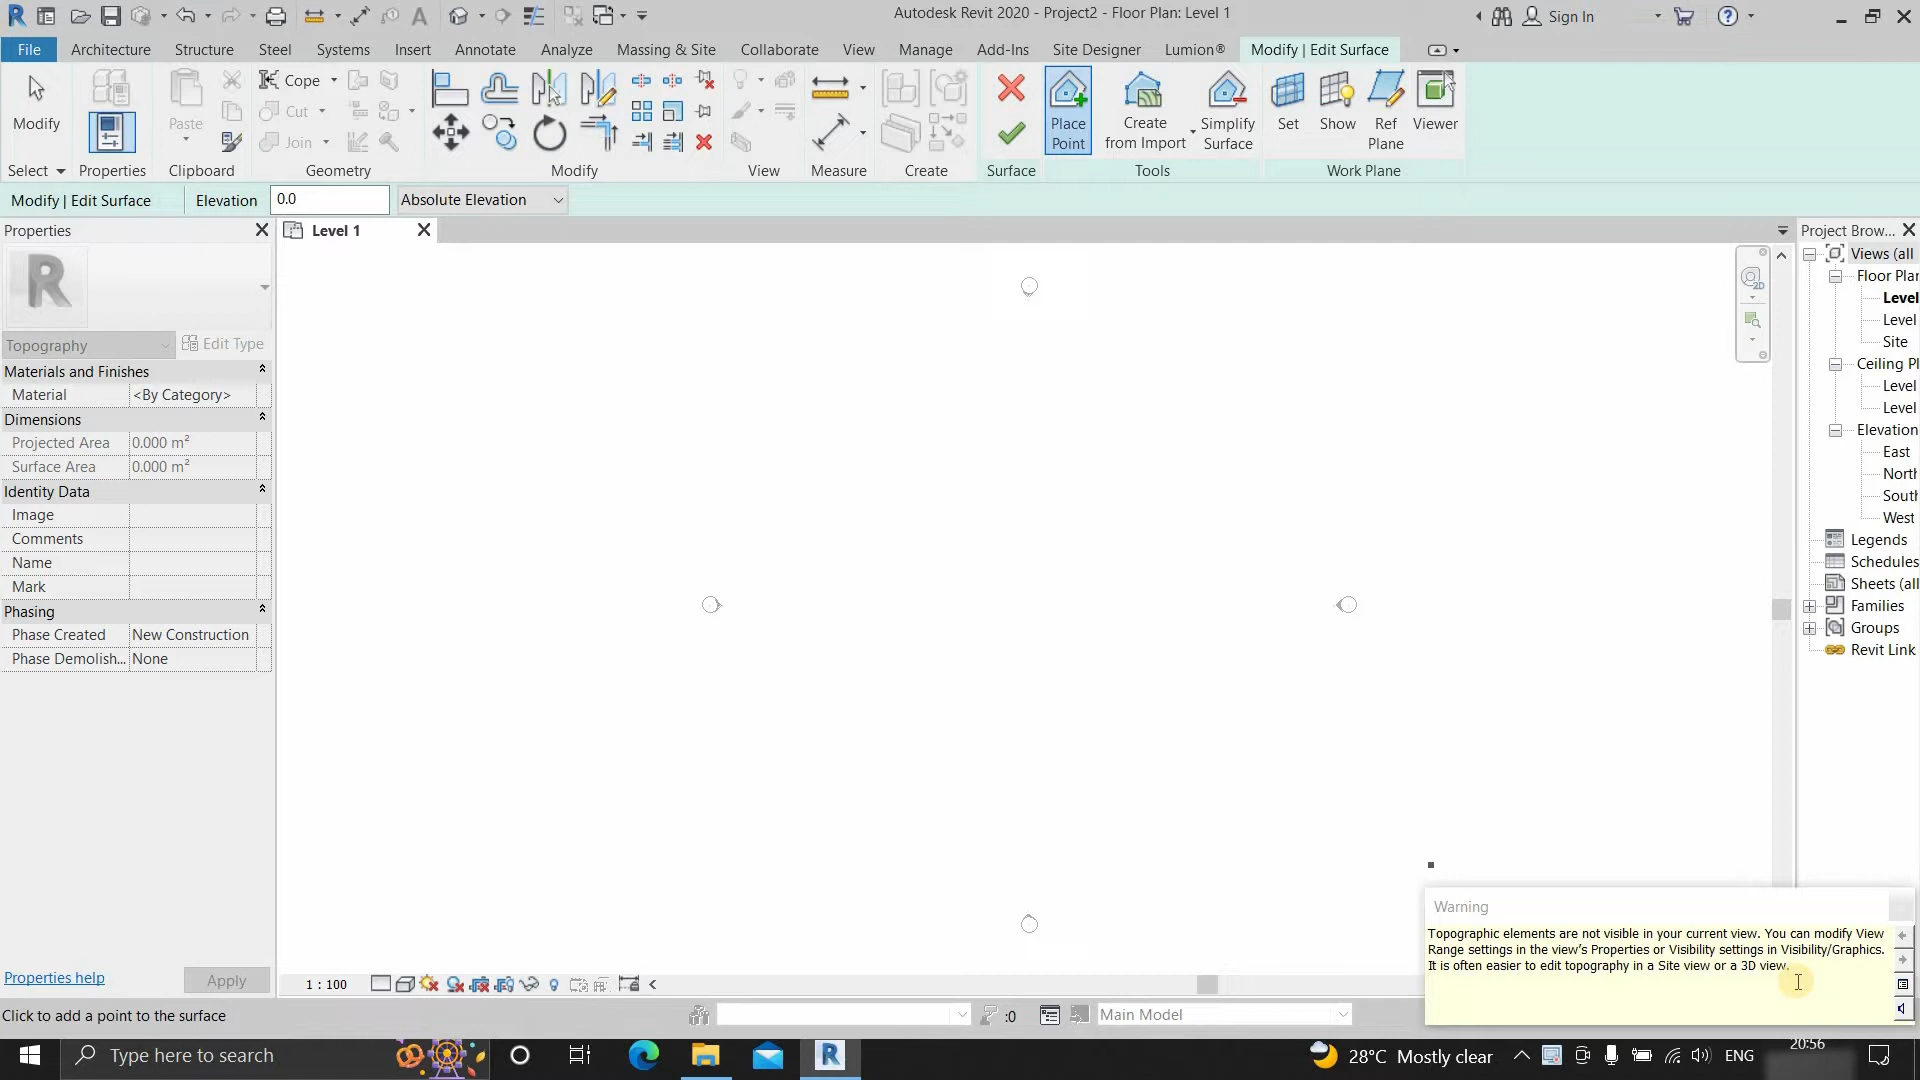 Autodesk Revit 2020 - Project2 - Floor Plan: Level 1
Sign In
File Architecture Structure Steel Systems Insert Annotate Analyze Massing & Site Collaborate View Manage Add-Ins Site Designer Lumion® Modify | Edit Surface
Modify
Paste
Cope
Cut
Join
Place
Point
Create
from Import
Simplify
Surface
Set
Show
Ref
Plane
Viewer
Select Properties Clipboard Geometry Modify View Measure Create Surface Tools Work Plane
Modify | Edit Surface Elevation 0.0 Absolute Elevation
Properties
R
Topography Edit Type
Materials and Finishes
Material <By Category>
Dimensions
Projected Area 0.000 m²
Surface Area 0.000 m²
Identity Data
Image
Comments
Name
Mark
Phasing
Phase Created New Construction
Phase Demolish... None
Properties help Apply
Level 1
2D
Project Brow...
Views (all
Floor Plan
Level
Level
Site
Ceiling Pl
Level
Level
Elevation
East
North
South
West
Legends
Schedules
Sheets (all
Families
Groups
Revit Link
Warning
Topographic elements are not visible in your current view. You can modify View
Range settings in the view's Properties or Visibility settings in Visibility/Graphics.
It is often easier to edit topography in a Site view or a 3D view.
1 : 100
Click to add a point to the surface
:0
Main Model
Type here to search
28°C Mostly clear
ENG
20:56